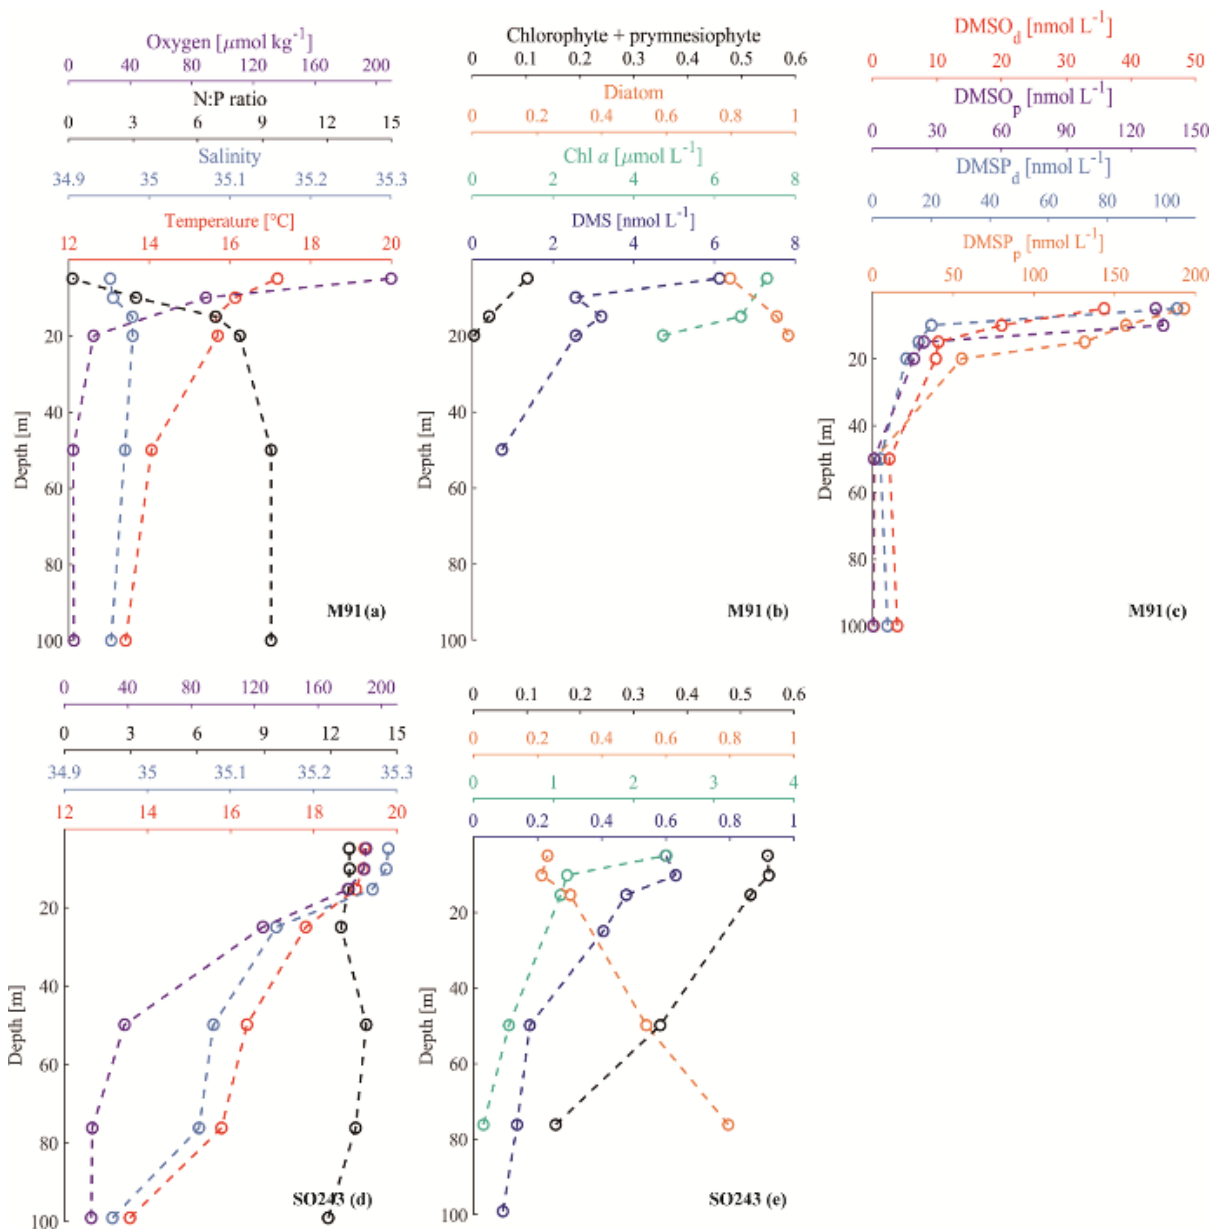 Oxygen [µmol kg⁻¹]
0 40 80 130 170 210
N:P ratio
0 3 6 9 12 15
Salinity
34.9 35 35.1 35.2 35.3
Temperature [°C]
12 14 16 18 20
20
40
60
80
100
Depth [m]
M91 (a)
Chlorophyte + prymnesiophyte
0 0.1 0.2 0.3 0.4 0.5 0.6
Diatom
0 0.2 0.4 0.6 0.8 1
Chl a [µmol L⁻¹]
0 2 4 6 8
DMS [nmol L⁻¹]
0 2 4 6 8
20
40
60
80
100
Depth [m]
M91 (b)
DMSO_d [nmol L⁻¹]
0 10 20 30 40 50
DMSO_p [nmol L⁻¹]
0 30 60 90 120 150
DMSP_d [nmol L⁻¹]
0 20 40 60 80 100
DMSP_p [nmol L⁻¹]
0 50 100 150 200
20
40
60
80
100
Depth [m]
M91 (c)
0 40 80 130 176 200
0 3 6 9 12 15
34.9 35 35.1 35.2 35.3
12 14 16 18 20
20
40
60
80
100
Depth [m]
SO243 (d)
0 0.1 0.2 0.3 0.4 0.5 0.6
0 0.2 0.4 0.6 0.8 1
0 1 2 3 4
0 0.2 0.4 0.6 0.8 1
20
40
60
80
100
Depth [m]
SO243 (e)